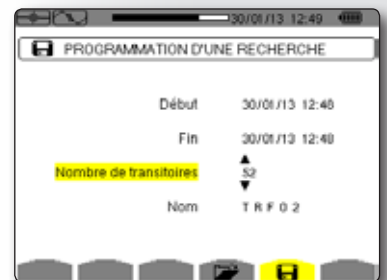 30/01/13 12:49
PROGRAMMATION D'UNE RECHERCHE
Début 30/01/13 12:48
Fin 30/01/13 12:48
Nombre de transitoires 52
Nom TRF02